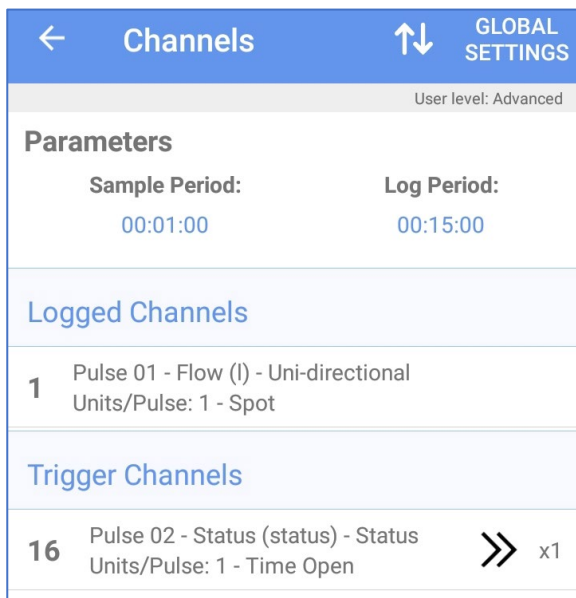 Channels
GLOBAL
SETTINGS
User level: Advanced
Parameters
Sample Period: Log Period:
00:01:00 00:15:00
Logged Channels
1
Pulse 01 - Flow (l) - Uni-directional
Units/Pulse: 1 - Spot
Trigger Channels
16
Pulse 02 - Status (status) - Status
Units/Pulse: 1 - Time Open
x1